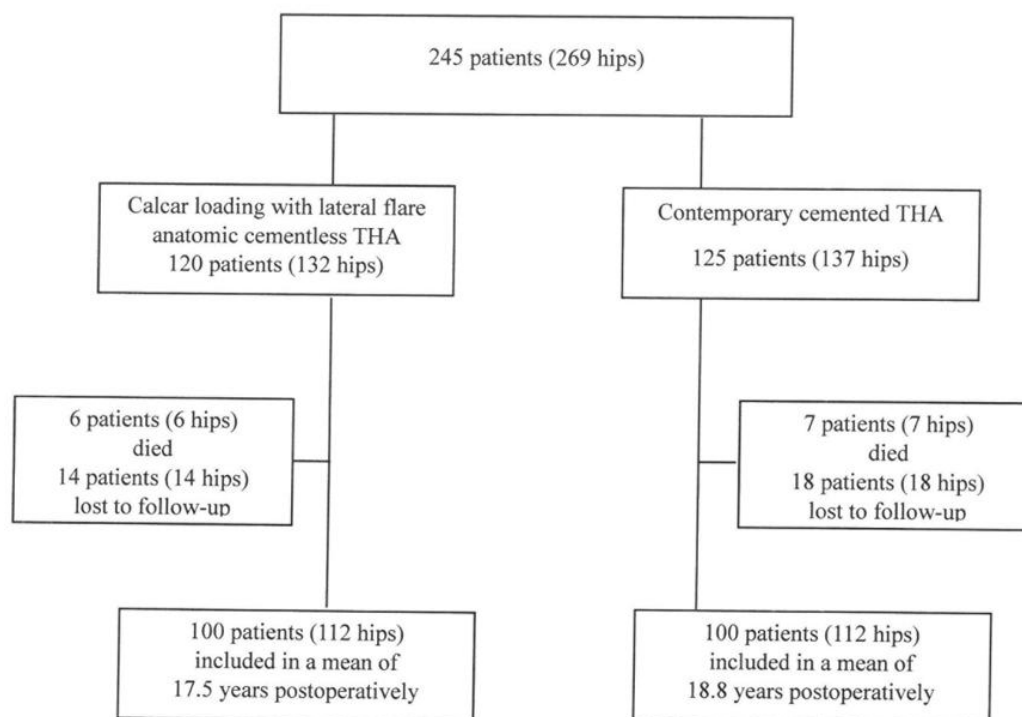 245 patients (269 hips)
Calcar loading with lateral flare
anatomic cementless THA
120 patients (132 hips)
Contemporary cemented THA
125 patients (137 hips)
6 patients (6 hips)
died
14 patients (14 hips)
lost to follow-up
7 patients (7 hips)
died
18 patients (18 hips)
lost to follow-up
100 patients (112 hips)
included in a mean of
17.5 years postoperatively
100 patients (112 hips)
included in a mean of
18.8 years postoperatively